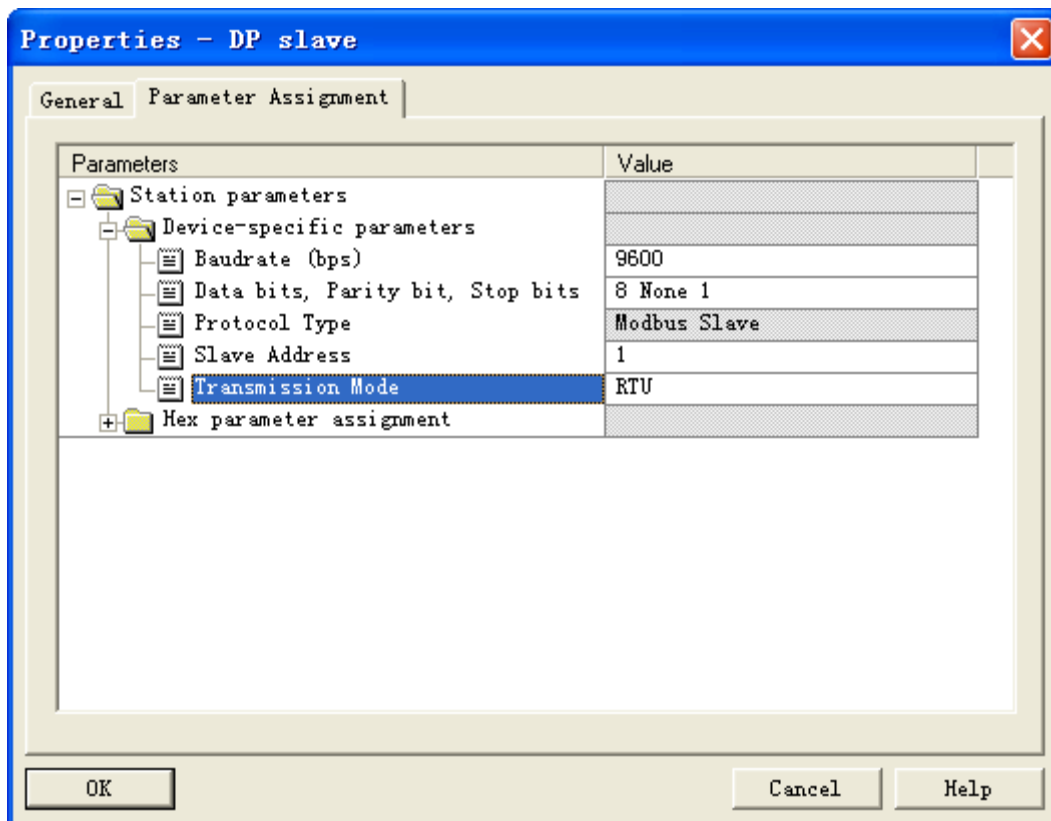 Properties - DP slave
General Parameter Assignment
Parameters Value
Station parameters
Device-specific parameters
Baudrate (bps) 9600
Data bits, Parity bit, Stop bits 8 None 1
Protocol Type Modbus Slave
Slave Address 1
Transmission Mode RTU
Hex parameter assignment
OK Cancel Help